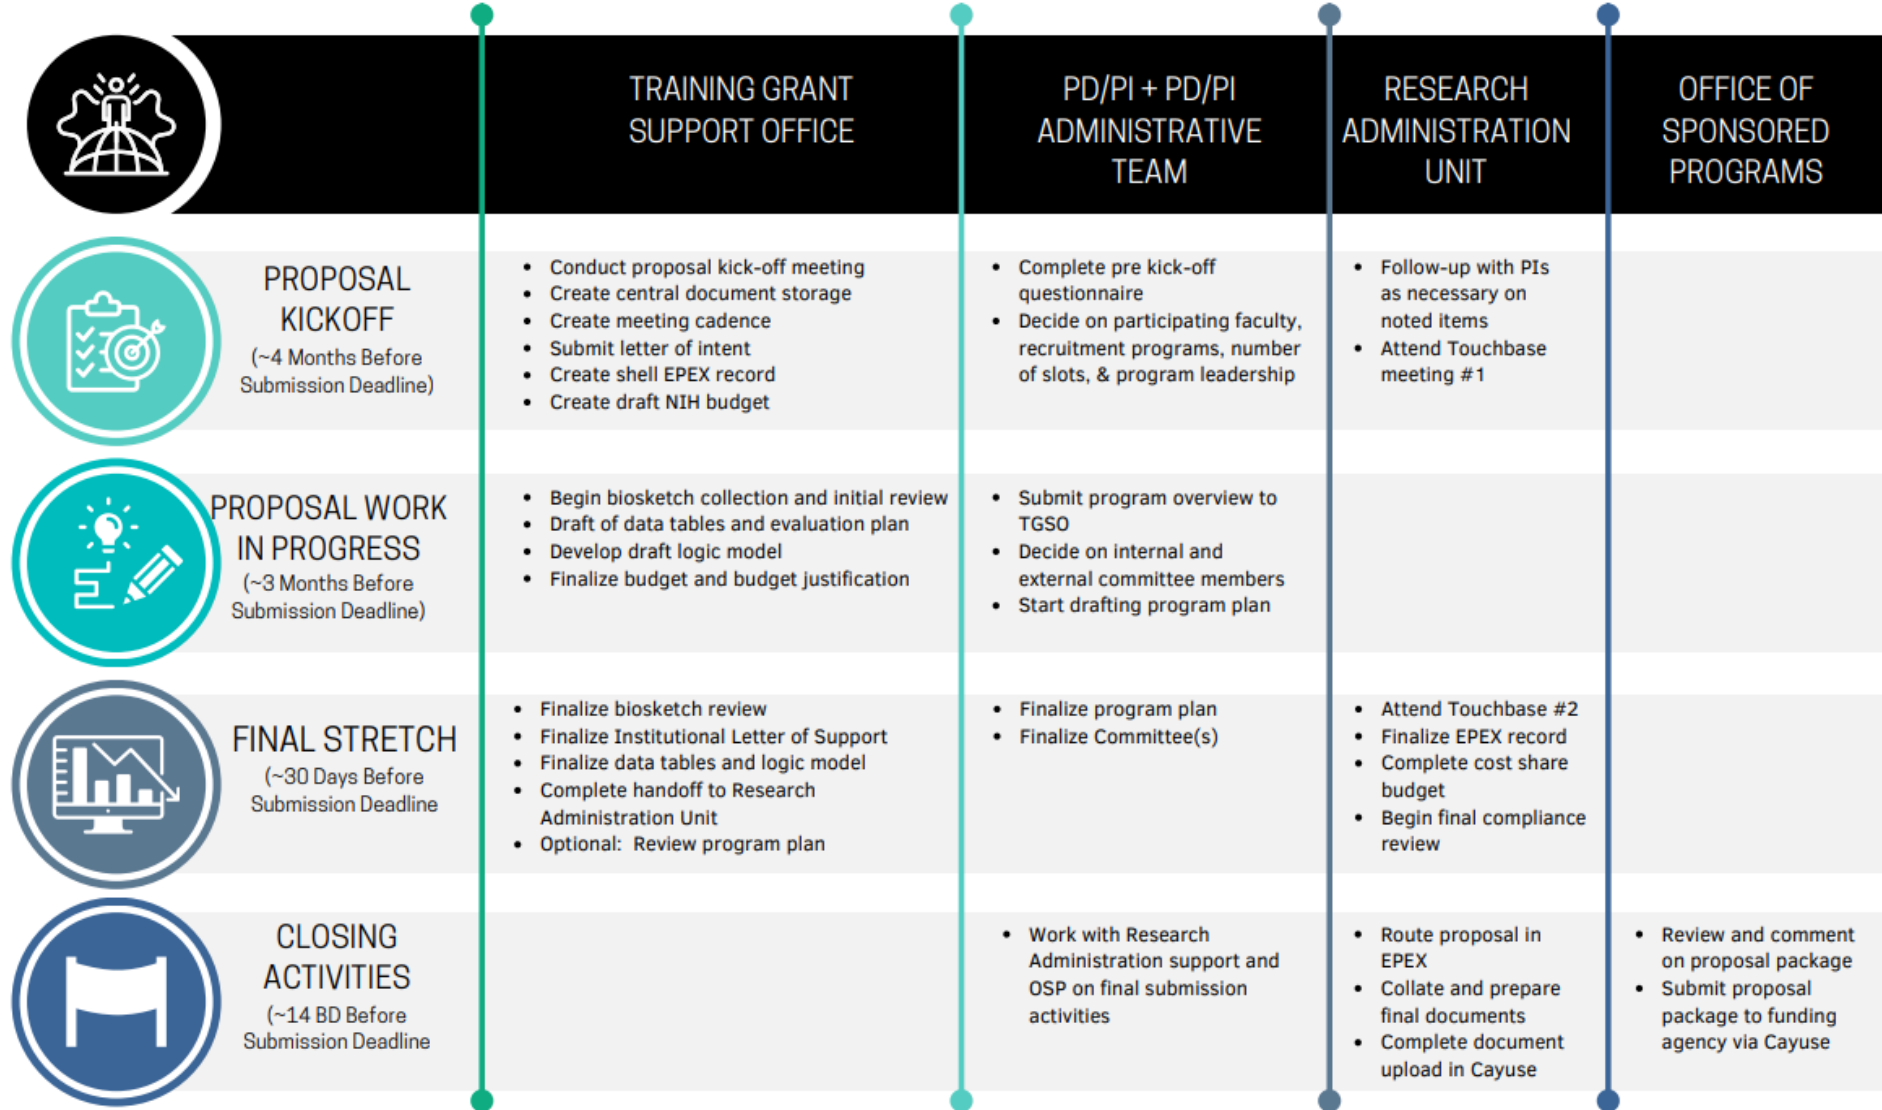 TRAINING GRANT
SUPPORT OFFICE
PD/PI + PD/PI
ADMINISTRATIVE
TEAM
RESEARCH
ADMINISTRATION
UNIT
OFFICE OF
SPONSORED
PROGRAMS
PROPOSAL
KICKOFF
(~4 Months Before
Submission Deadline)
• Conduct proposal kick-off meeting
• Create central document storage
• Create meeting cadence
• Submit letter of intent
• Create shell EPEX record
• Create draft NIH budget
• Complete pre kick-off
questionnaire
• Decide on participating faculty,
recruitment programs, number
of slots, & program leadership
• Follow-up with PIs
as necessary on
noted items
• Attend Touchbase
meeting #1
PROPOSAL WORK
IN PROGRESS
(~3 Months Before
Submission Deadline)
• Begin biosketch collection and initial review
• Draft of data tables and evaluation plan
• Develop draft logic model
• Finalize budget and budget justification
• Submit program overview to
TGSO
• Decide on internal and
external committee members
• Start drafting program plan
FINAL STRETCH
(~30 Days Before
Submission Deadline
• Finalize biosketch review
• Finalize Institutional Letter of Support
• Finalize data tables and logic model
• Complete handoff to Research
Administration Unit
• Optional: Review program plan
• Finalize program plan
• Finalize Committee(s)
• Attend Touchbase #2
• Finalize EPEX record
• Complete cost share
budget
• Begin final compliance
review
CLOSING
ACTIVITIES
(~14 BD Before
Submission Deadline
• Work with Research
Administration support and
OSP on final submission
activities
• Route proposal in
EPEX
• Collate and prepare
final documents
• Complete document
upload in Cayuse
• Review and comment
on proposal package
• Submit proposal
package to funding
agency via Cayuse